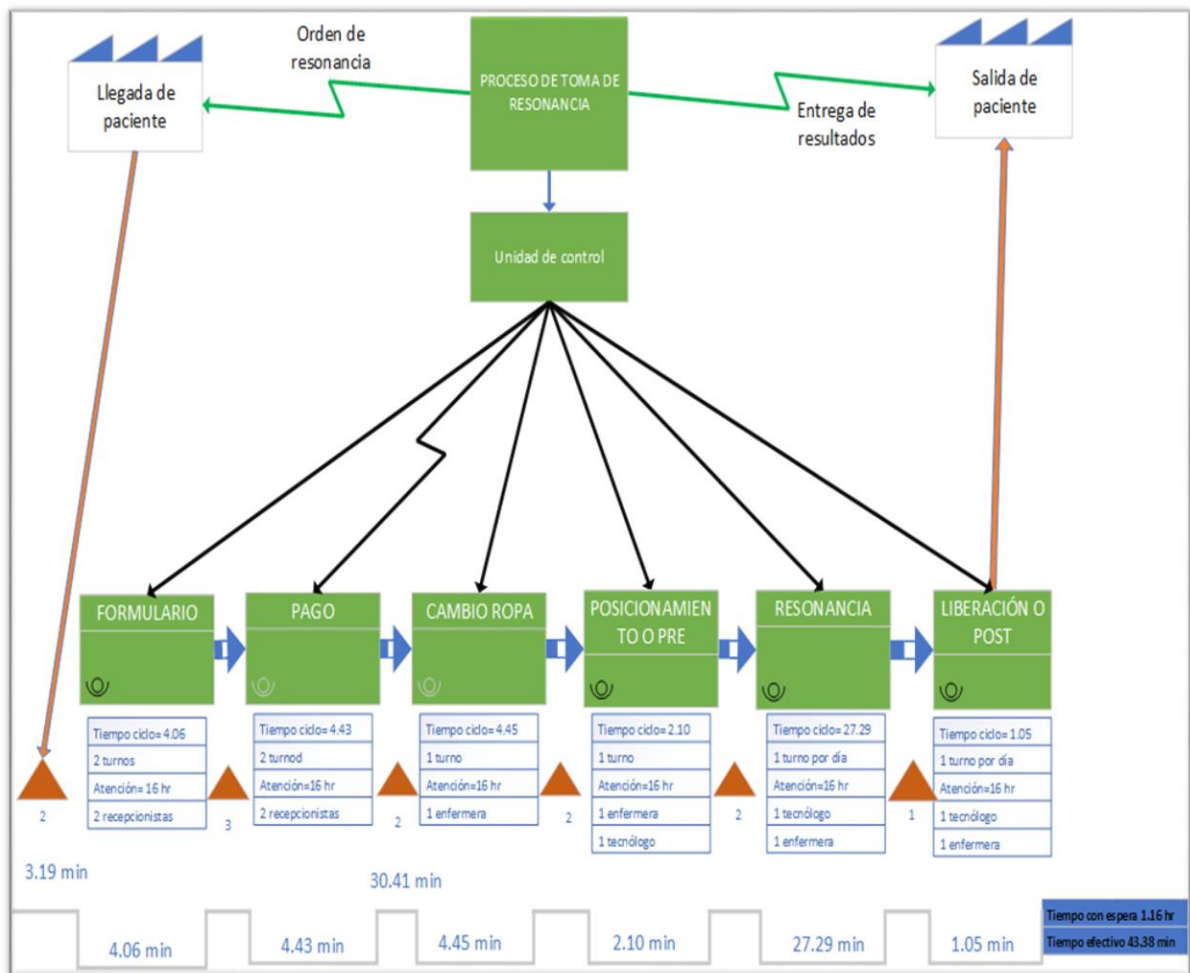 Orden de
resonancia
Llegada de
paciente
PROCESO DE TOMA DE
RESONANCIA
Entrega de
resultados
Salida de
paciente
Unidad de control
FORMULARIO
PAGO
CAMBIO ROPA
POSICIONAMIEN
TO O PRE
RESONANCIA
LIBERACIÓN O
POST
Tiempo ciclo= 4.06
2 turnos
Atención= 16 hr
2 recepcionistas
Tiempo ciclo= 4.43
2 turnod
Atención=16 hr
2 recepcionistas
Tiempo ciclo= 4.45
1 turno
Atención=16 hr
1 enfermera
Tiempo ciclo= 2.10
1 turno
Atención=16 hr
1 enfermera
1 tecnólogo
Tiempo ciclo= 27.29
1 turno por día
Atención=16 hr
1 tecnólogo
1 enfermera
Tiempo ciclo= 1.05
1 turno por día
Atención=16 hr
1 tecnólogo
1 enfermera
2
3
2
2
2
1
3.19 min
30.41 min
4.06 min
4.43 min
4.45 min
2.10 min
27.29 min
1.05 min
Tiempo con espera 1.16 hr
Tiempo efectivo 43.38 min